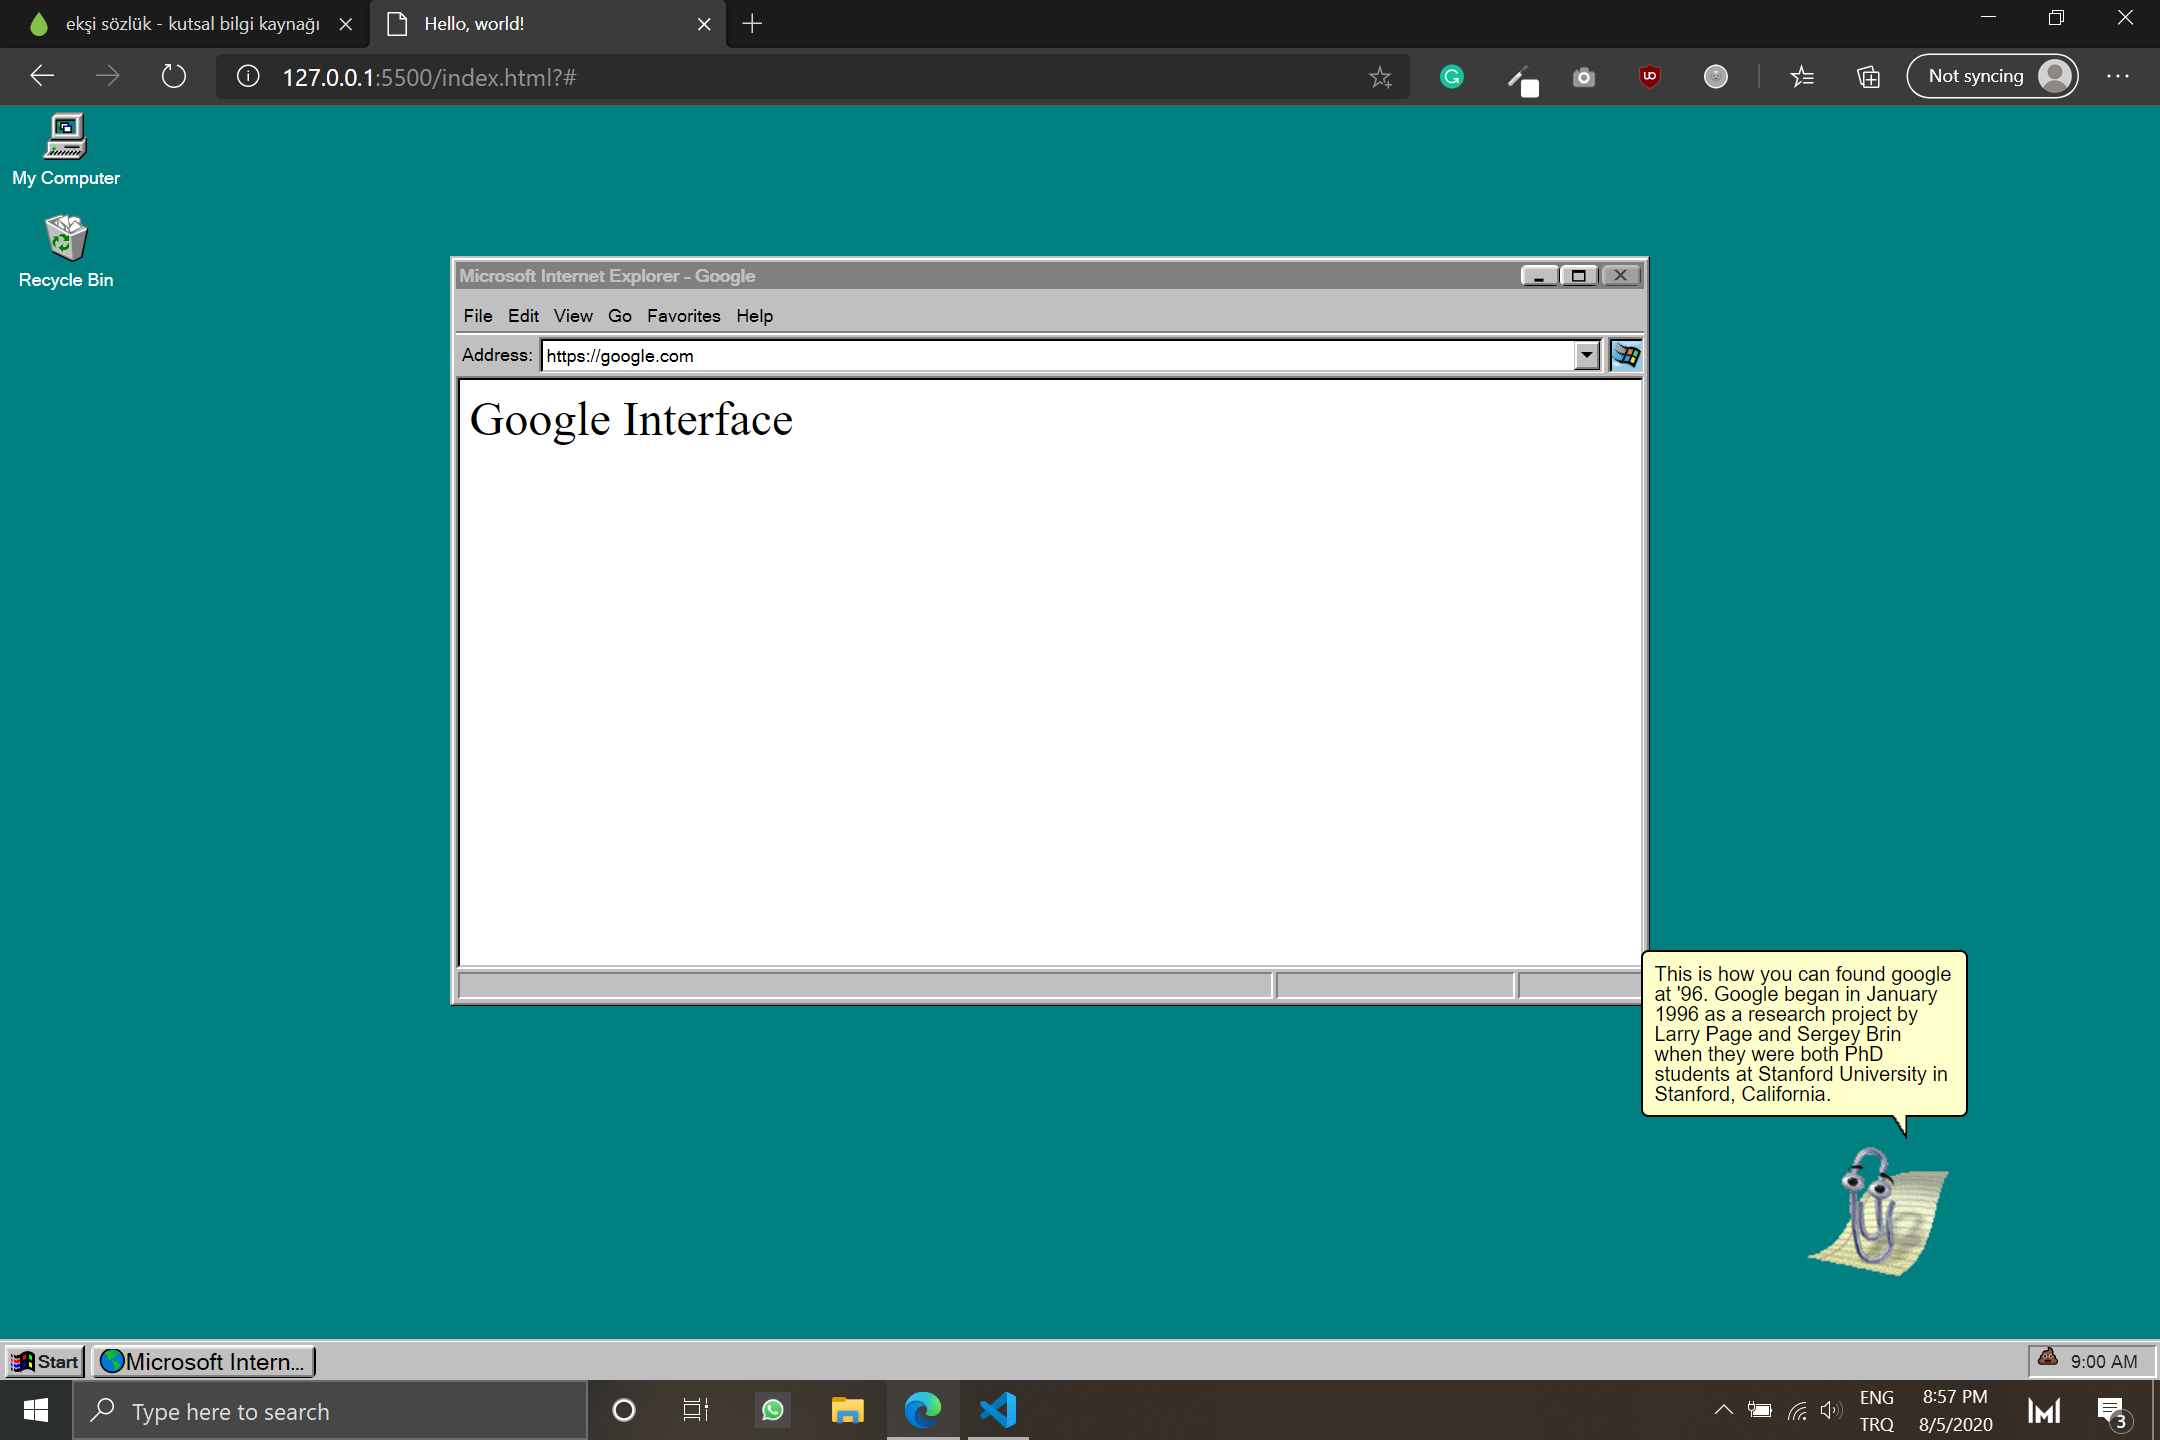 ekşi sözlük - kutsal bilgi kaynağı
Hello, world!
127.0.0.1:5500/index.html?#
Not syncing
My Computer
Recycle Bin
Microsoft Internet Explorer - Google
File Edit View Go Favorites Help
Address: https://google.com
Google Interface
This is how you can found google
at '96. Google began in January
1996 as a research project by
Larry Page and Sergey Brin
when they were both PhD
students at Stanford University in
Stanford, California.
Start
Microsoft Intern...
9:00 AM
Type here to search
ENG
TRQ
8:57 PM
8/5/2020
3